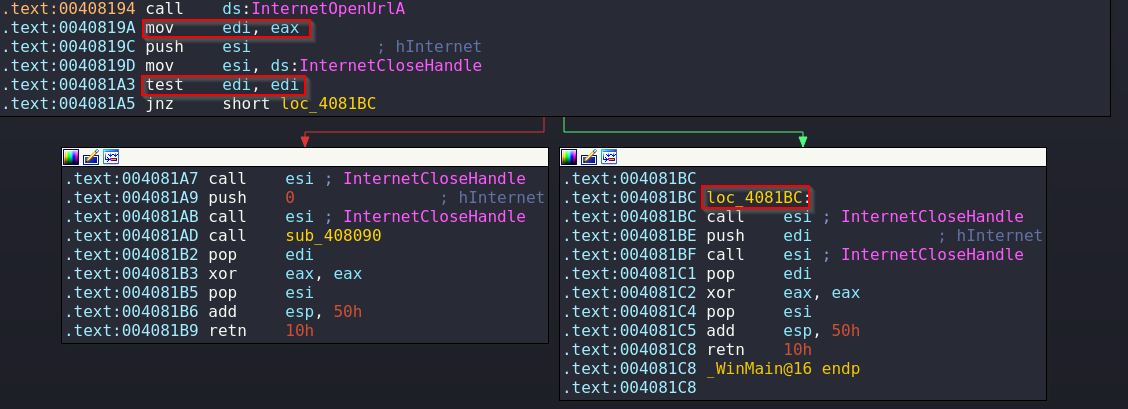 .text:00408194 call    ds:InternetOpenUrlA
.text:0040819A mov     edi, eax
.text:0040819C push    esi             ; hInternet
.text:0040819D mov     esi, ds:InternetCloseHandle
.text:004081A3 test    edi, edi
.text:004081A5 jnz     short loc_4081BC
.text:004081A7 call    esi ; InternetCloseHandle
.text:004081A9 push    0               ; hInternet
.text:004081AB call    esi ; InternetCloseHandle
.text:004081AD call    sub_408090
.text:004081B2 pop     edi
.text:004081B3 xor     eax, eax
.text:004081B5 pop     esi
.text:004081B6 add     esp, 50h
.text:004081B9 retn    10h
.text:004081BC
.text:004081BC loc_4081BC:
.text:004081BC call    esi ; InternetCloseHandle
.text:004081BE push    edi             ; hInternet
.text:004081BF call    esi ; InternetCloseHandle
.text:004081C1 pop     edi
.text:004081C2 xor     eax, eax
.text:004081C4 pop     esi
.text:004081C5 add     esp, 50h
.text:004081C8 retn    10h
.text:004081C8 _WinMain@16 endp
.text:004081C8